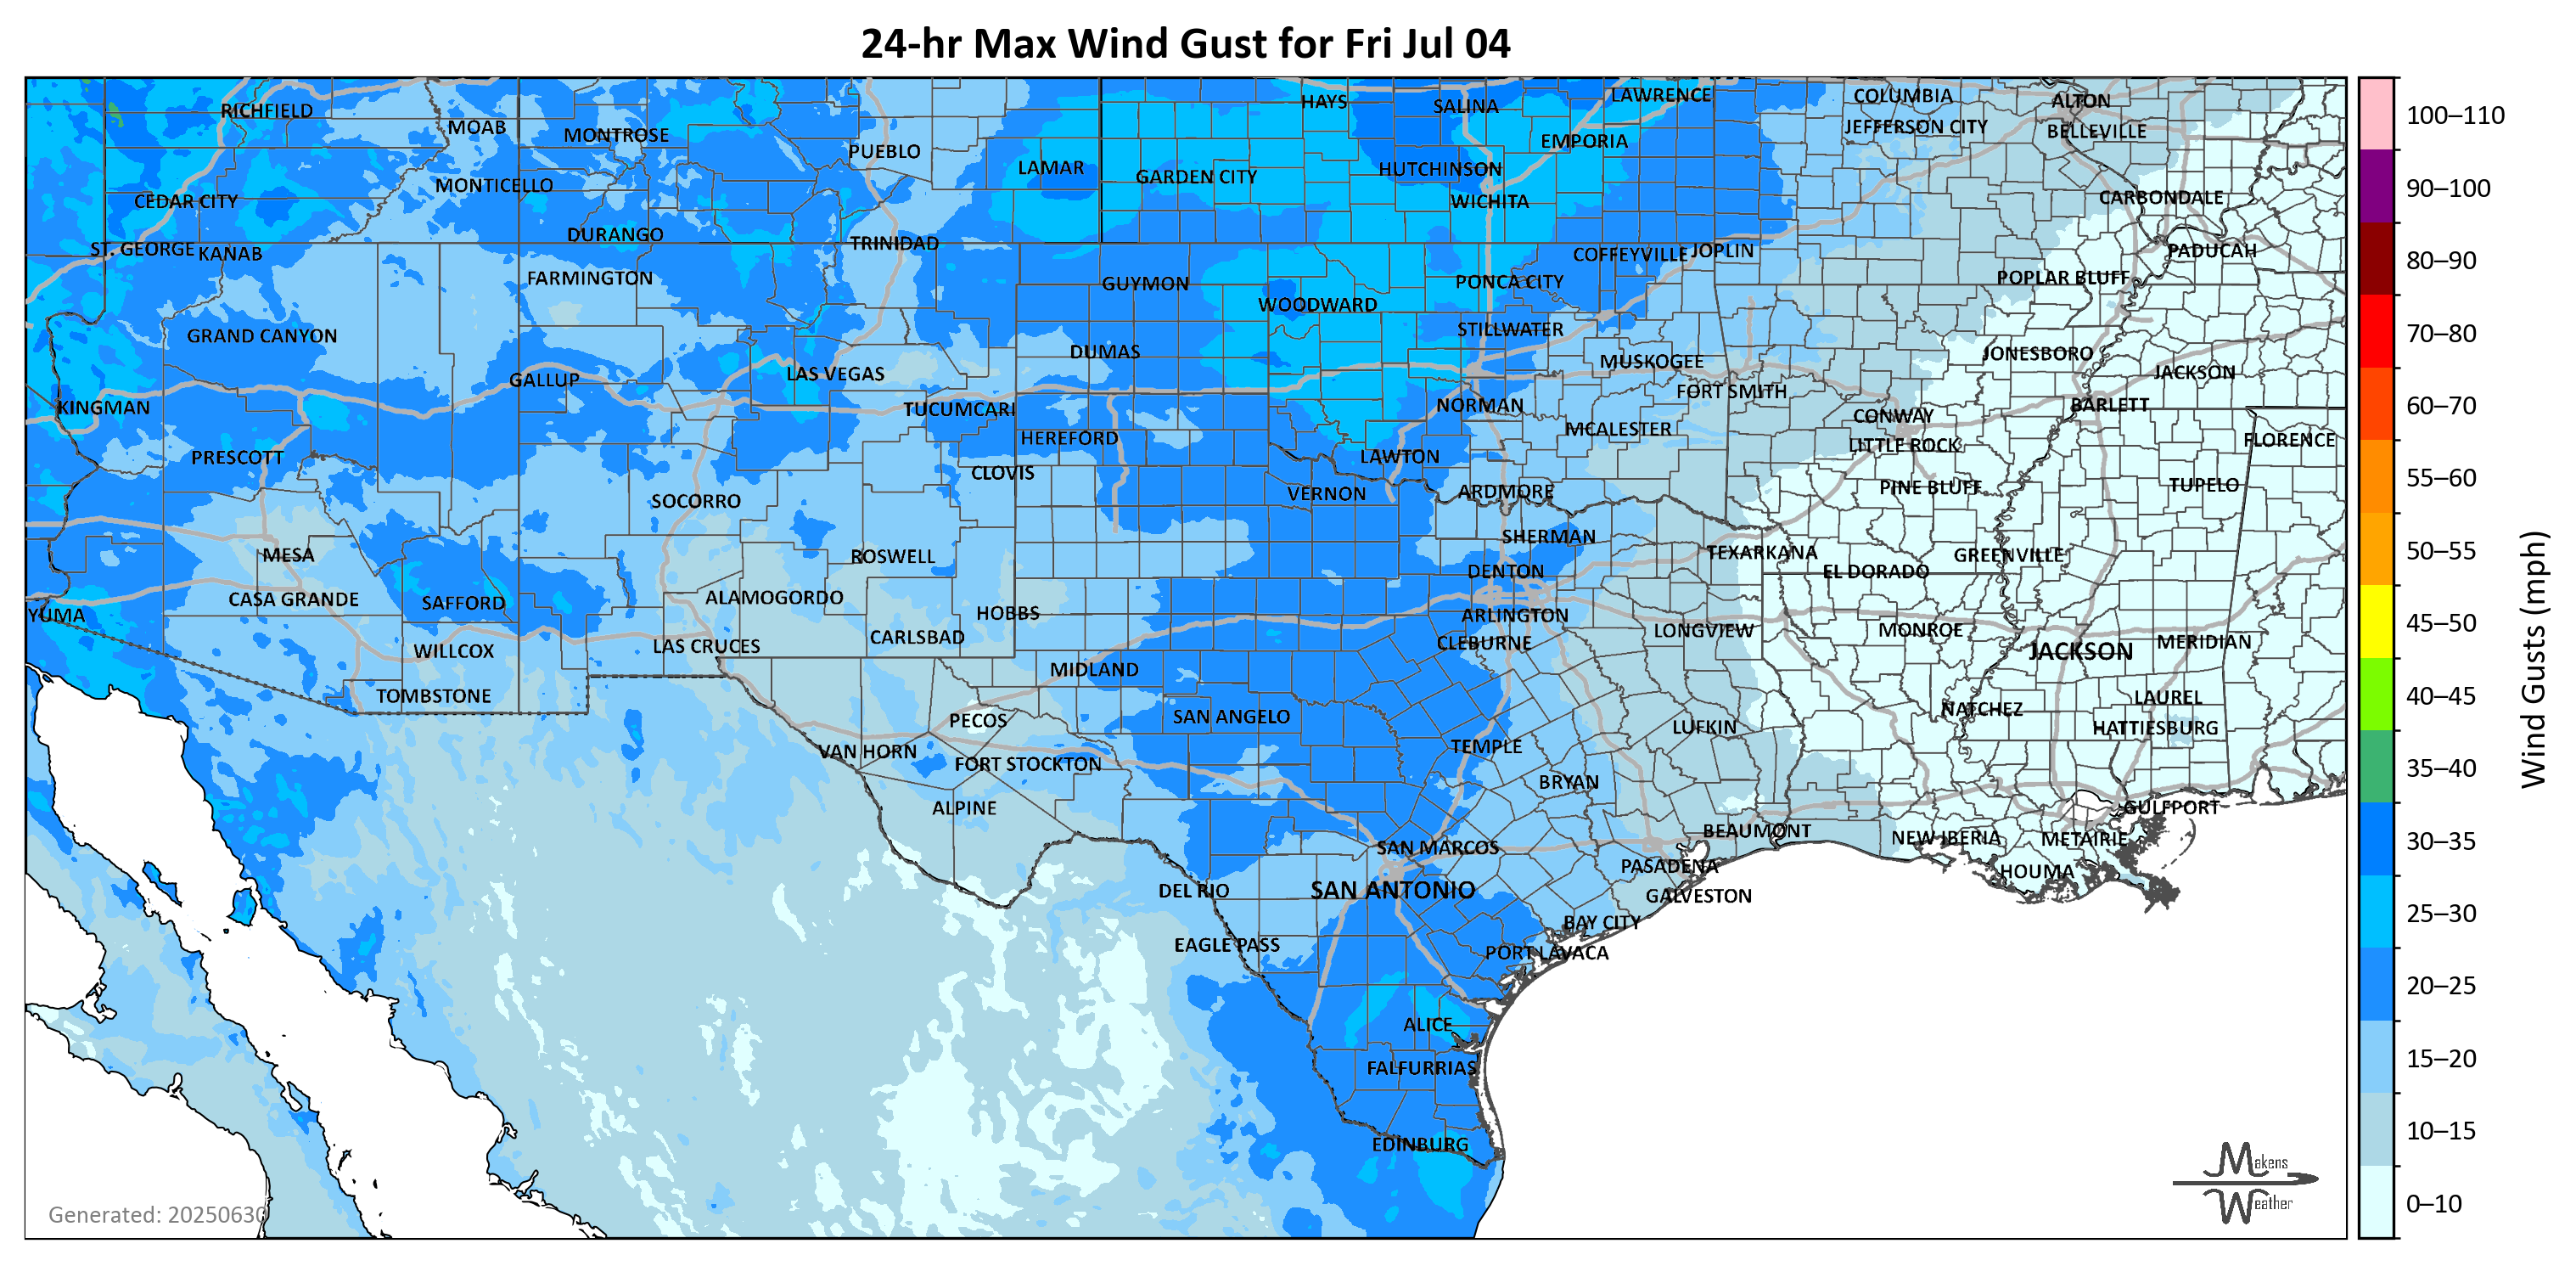 24-hr Max Wind Gust for Fri Jul 04
RICHFIELD
MOAB
MONTROSE
PUEBLO
LAMAR
HAYS
SALINA
LAWRENCE
COLUMBIA
ALTON
EMPORIA
JEFFERSON CITY
BELLEVILLE
MONTICELLO
GARDEN CITY
HUTCHINSON
CEDAR CITY
WICHITA
CARBONDALE
DURANGO
TRINIDAD
ST. GEORGE
KANAB
COFFEYVILLE
JOPLIN
PADUCAH
FARMINGTON
GUYMON
PONCA CITY
POPLAR BLUFF
WOODWARD
GRAND CANYON
STILLWATER
DUMAS
MUSKOGEE
JONESBORO
GALLUP
LAS VEGAS
JACKSON
KINGMAN
TUCUMCARI
NORMAN
FORT SMITH
CONWAY
BARLETT
HEREFORD
MCALESTER
LITTLE ROCK
FLORENCE
PRESCOTT
CLOVIS
LAWTON
SOCORRO
VERNON
ARDMORE
PINE BLUFF
TUPELO
MESA
ROSWELL
SHERMAN
TEXARKANA
GREENVILLE
DENTON
EL DORADO
CASA GRANDE
SAFFORD
ALAMOGORDO
YUMA
HOBBS
ARLINGTON
WILLCOX
LAS CRUCES
CARLSBAD
CLEBURNE
LONGVIEW
MONROE
JACKSON
MERIDIAN
TOMBSTONE
MIDLAND
PECOS
SAN ANGELO
NATCHEZ
LAUREL
VAN HORN
FORT STOCKTON
TEMPLE
LUFKIN
HATTIESBURG
ALPINE
BRYAN
GULFPORT
SAN MARCOS
BEAUMONT
NEW IBERIA
METAIRIE
DEL RIO
SAN ANTONIO
PASADENA
HOUMA
GALVESTON
EAGLE PASS
BAY CITY
PORT LAVACA
ALICE
FALFURRIAS
EDINBURG
Generated: 20250630
Makens
Weather
100–110
90–100
80–90
70–80
60–70
55–60
50–55
45–50
40–45
35–40
30–35
25–30
20–25
15–20
10–15
0–10
Wind Gusts (mph)